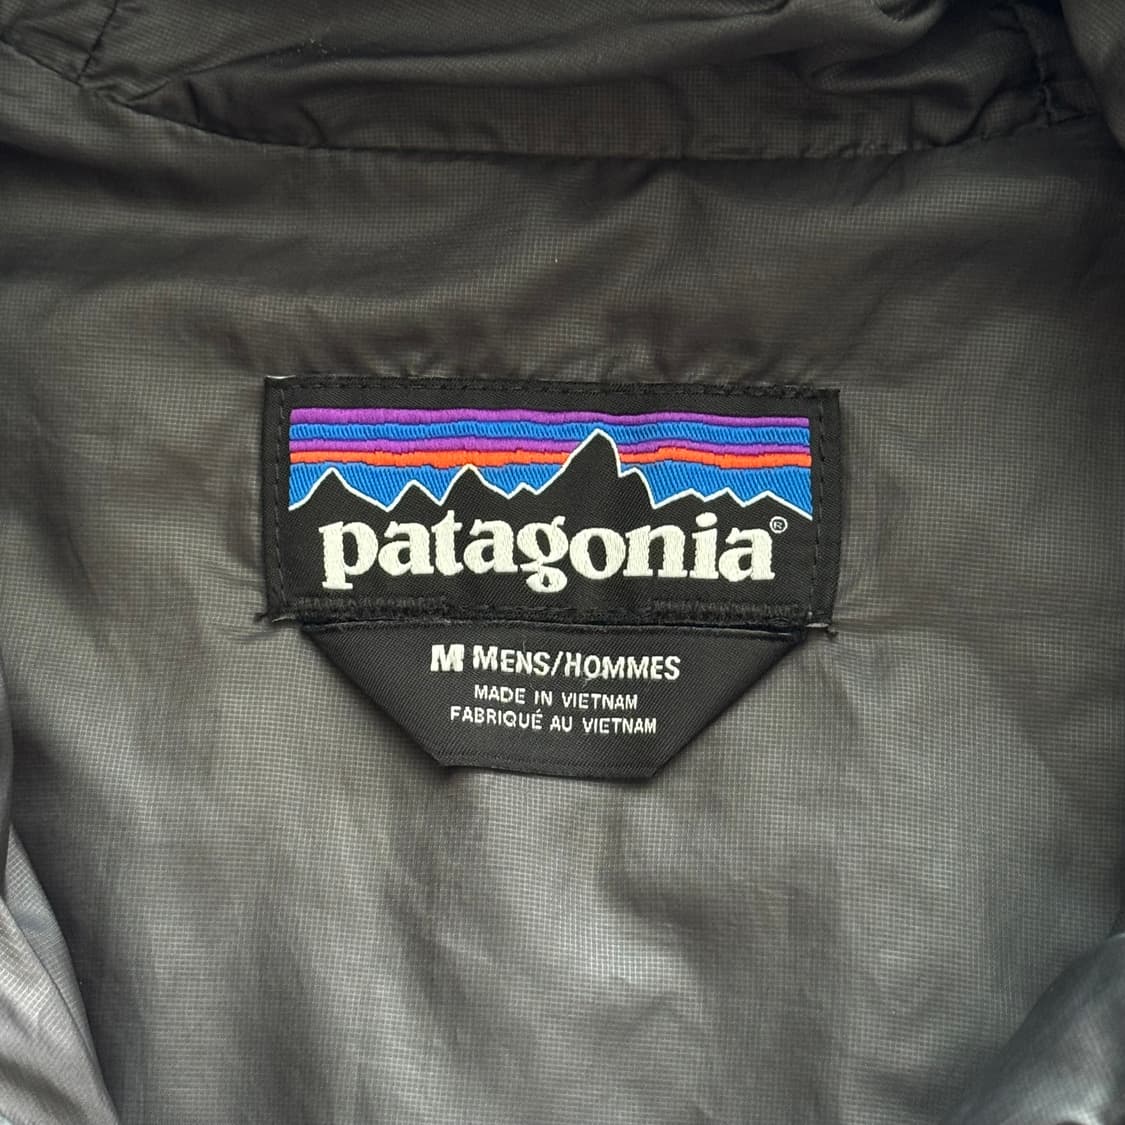 patagonia®
M MENS/HOMMES
MADE IN VIETNAM
FABRIQUÉ AU VIETNAM